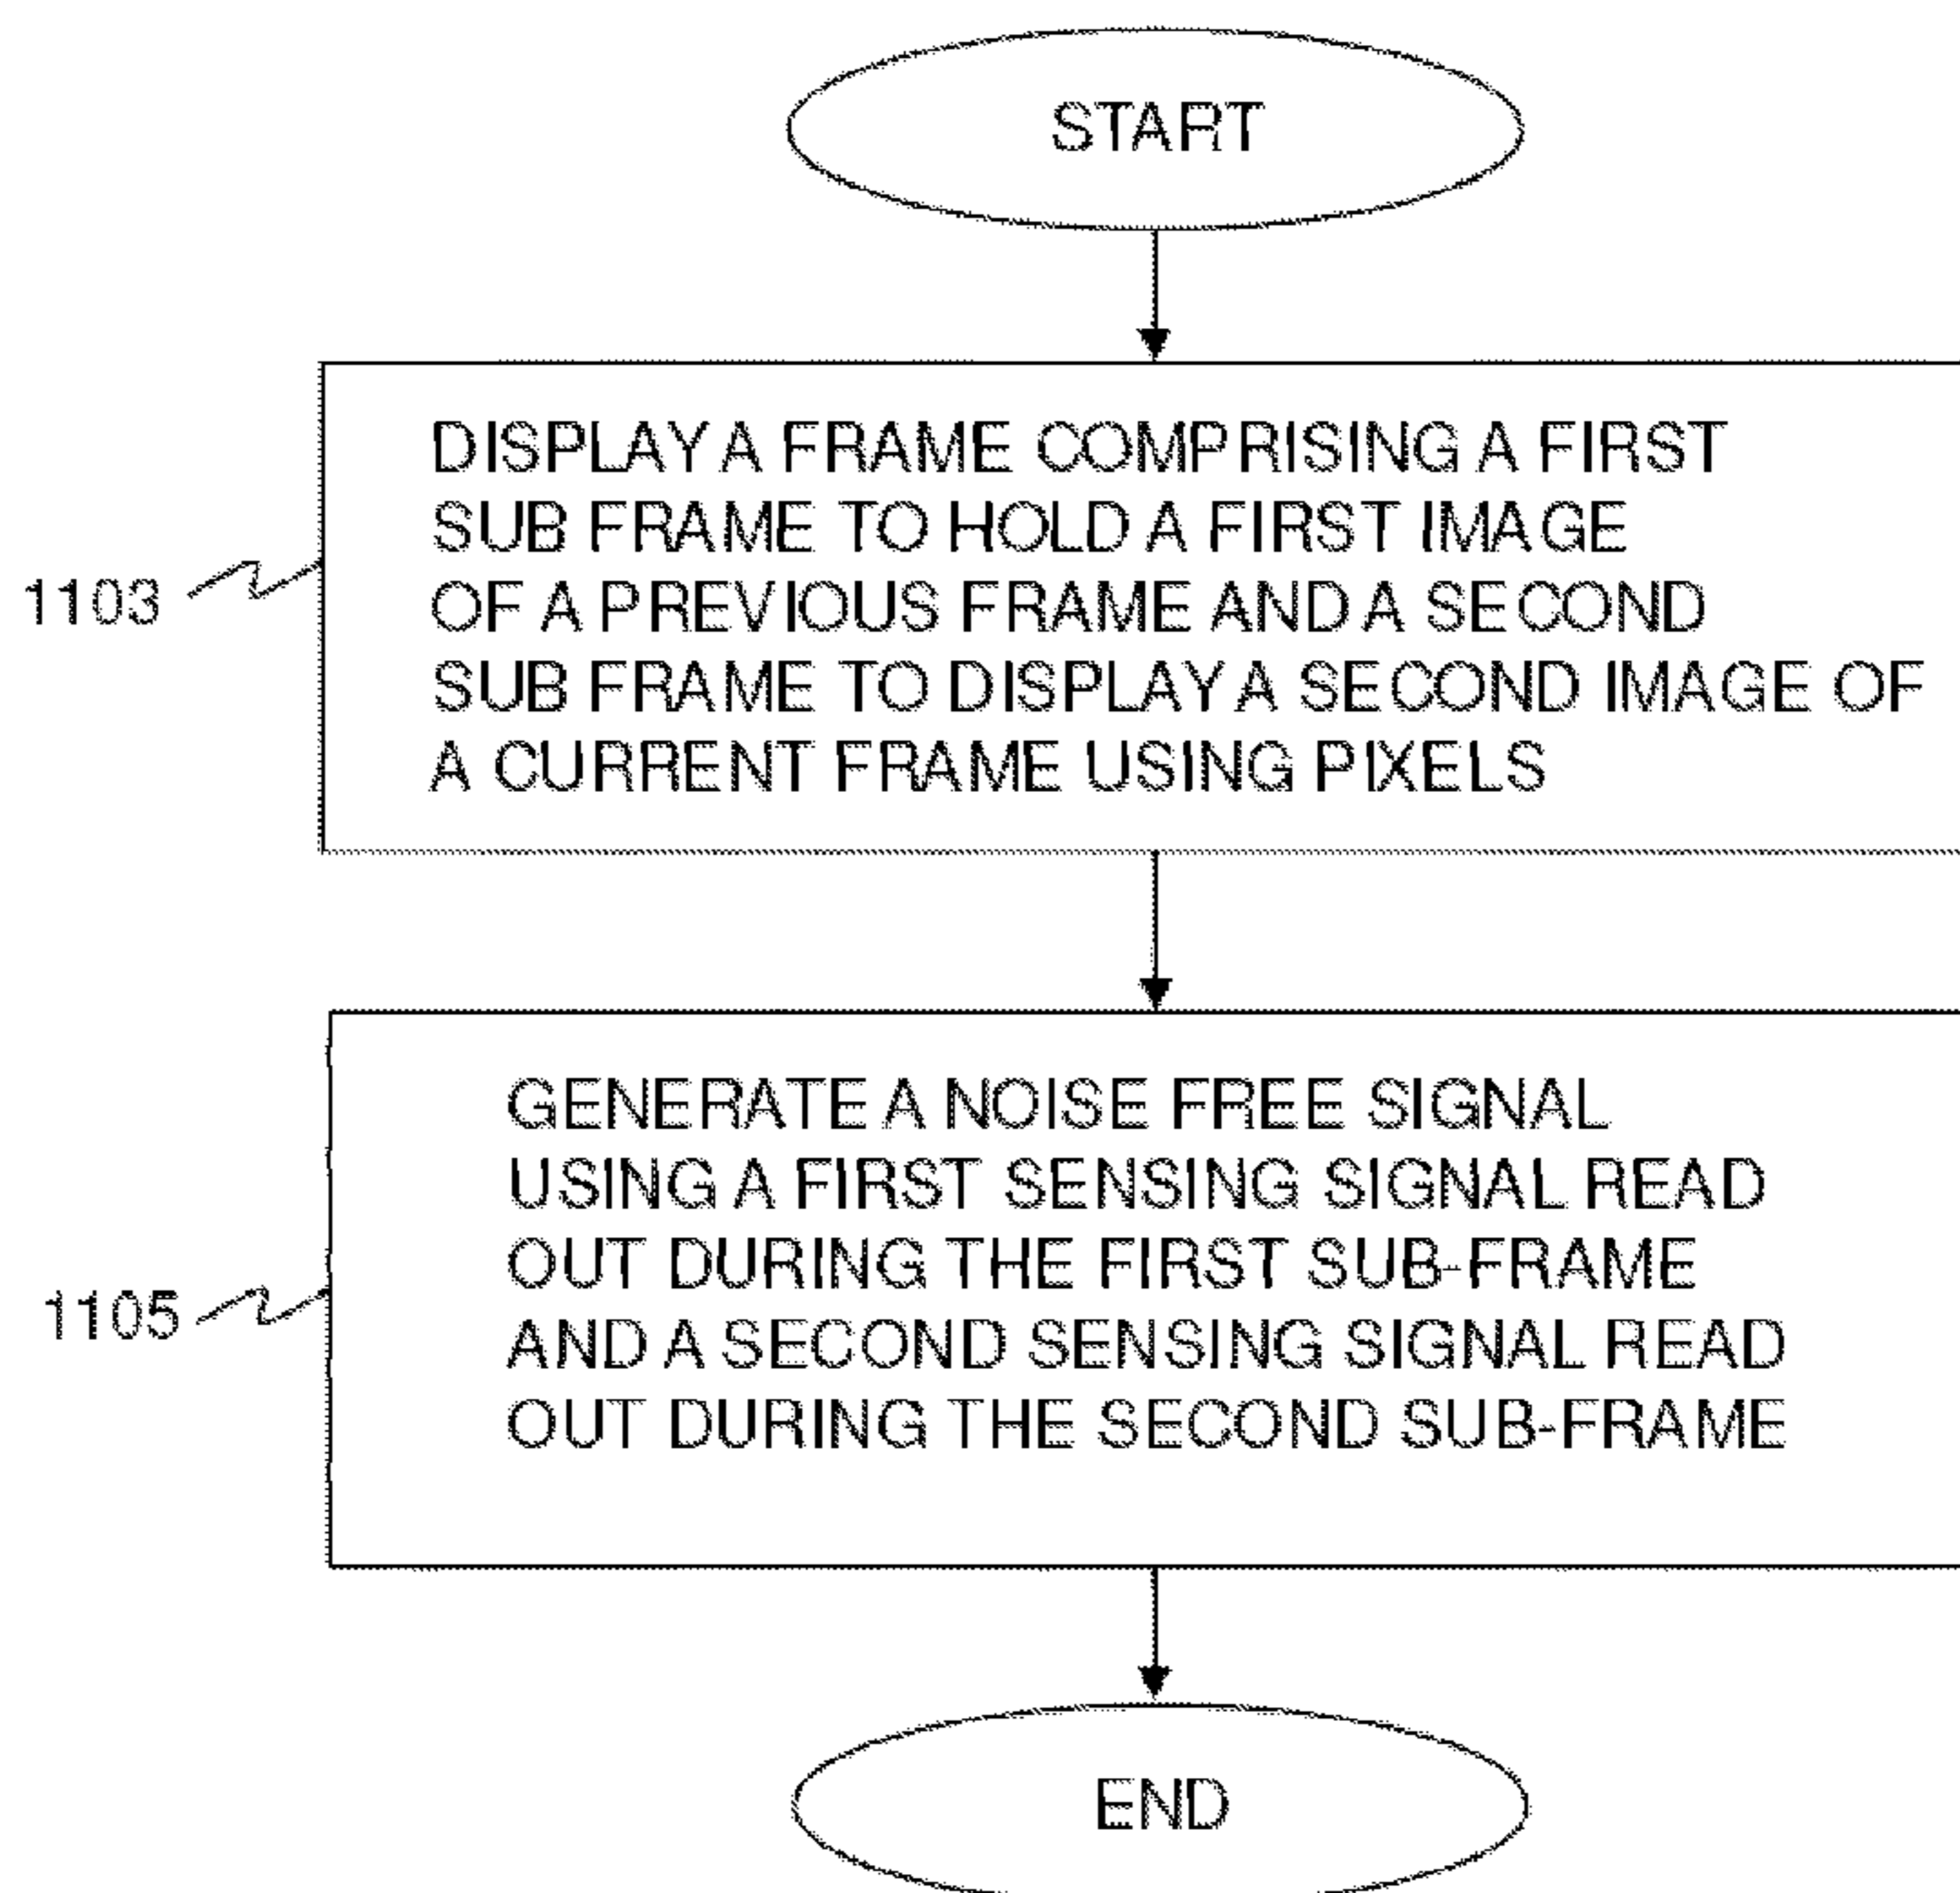 START
DISPLAY A FRAME COMPRISING A FIRST
SUB FRAME TO HOLD A FIRST IMAGE
OF A PREVIOUS FRAME AND A SECOND
SUB FRAME TO DISPLAY A SECOND IMAGE OF
A CURRENT FRAME USING PIXELS
1103
GENERATE A NOISE FREE SIGNAL
USING A FIRST SENSING SIGNAL READ
OUT DURING THE FIRST SUB-FRAME
AND A SECOND SENSING SIGNAL READ
OUT DURING THE SECOND SUB-FRAME
1105
END